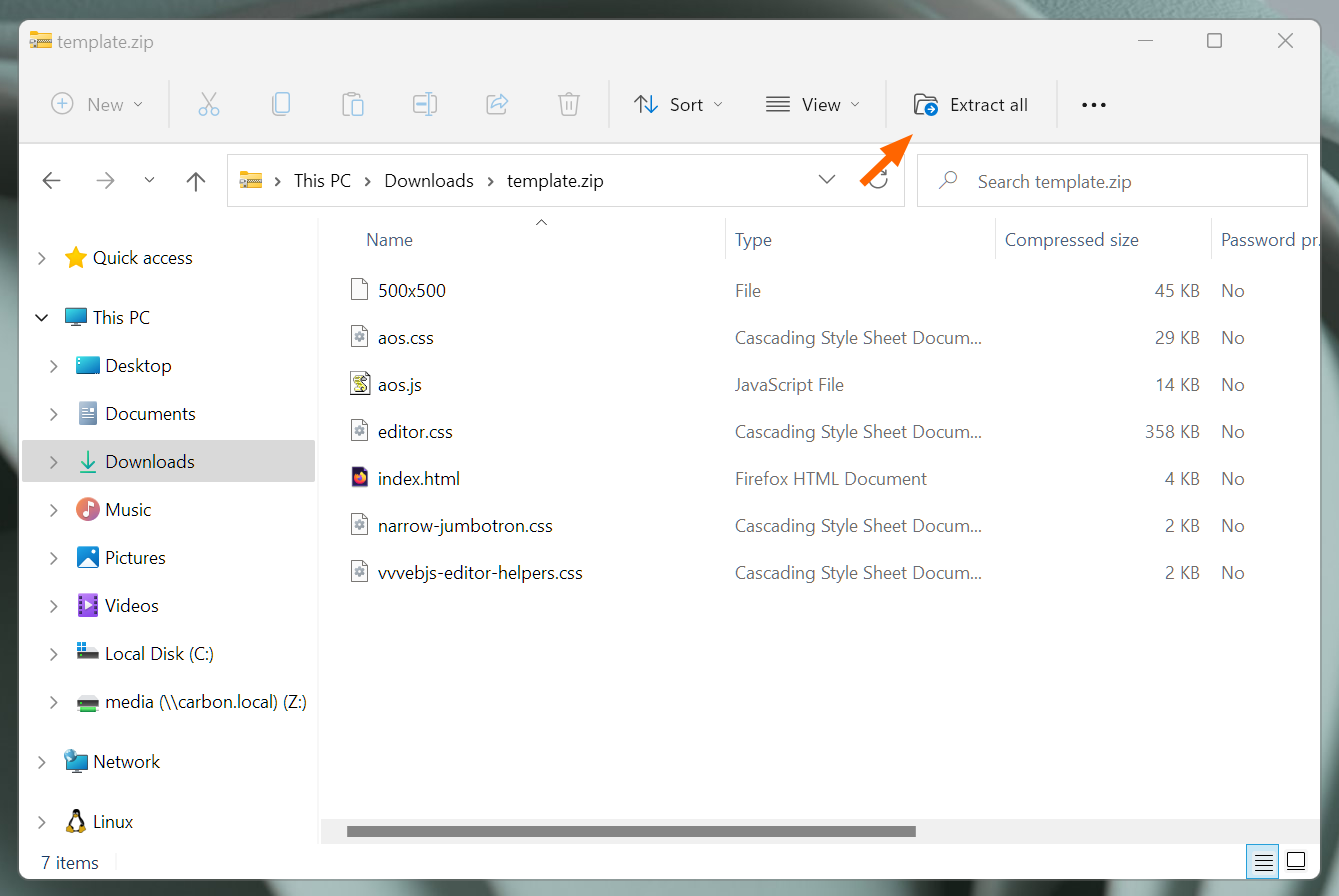 template.zip
New
Sort
View
Extract all
This PC
Downloads
template.zip
Search template.zip
Name
Type
Compressed size
Password pr.
Quick access
This PC
Desktop
Documents
Downloads
Music
Pictures
Videos
Local Disk (C:)
media (\\carbon.local) (Z:)
Network
Linux
500x500 File 45 KB No
aos.css Cascading Style Sheet Docum... 29 KB No
aos.js JavaScript File 14 KB No
editor.css Cascading Style Sheet Docum... 358 KB No
index.html Firefox HTML Document 4 KB No
narrow-jumbotron.css Cascading Style Sheet Docum... 2 KB No
vvvebjs-editor-helpers.css Cascading Style Sheet Docum... 2 KB No
7 items